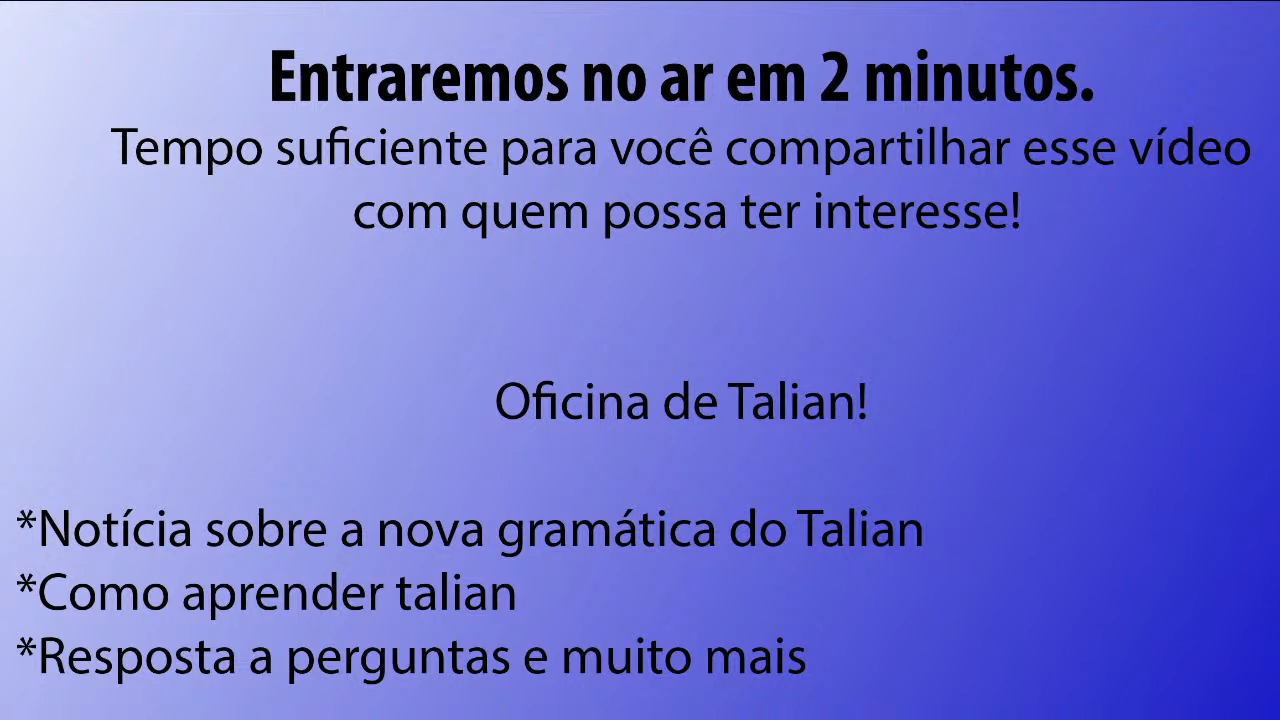 Entraremos no ar em 2 minutos.
Tempo suficiente para você compartilhar esse vídeo
com quem possa ter interesse!
Oficina de Talian!
*Notícia sobre a nova gramática do Talian
*Como aprender talian
*Resposta a perguntas e muito mais